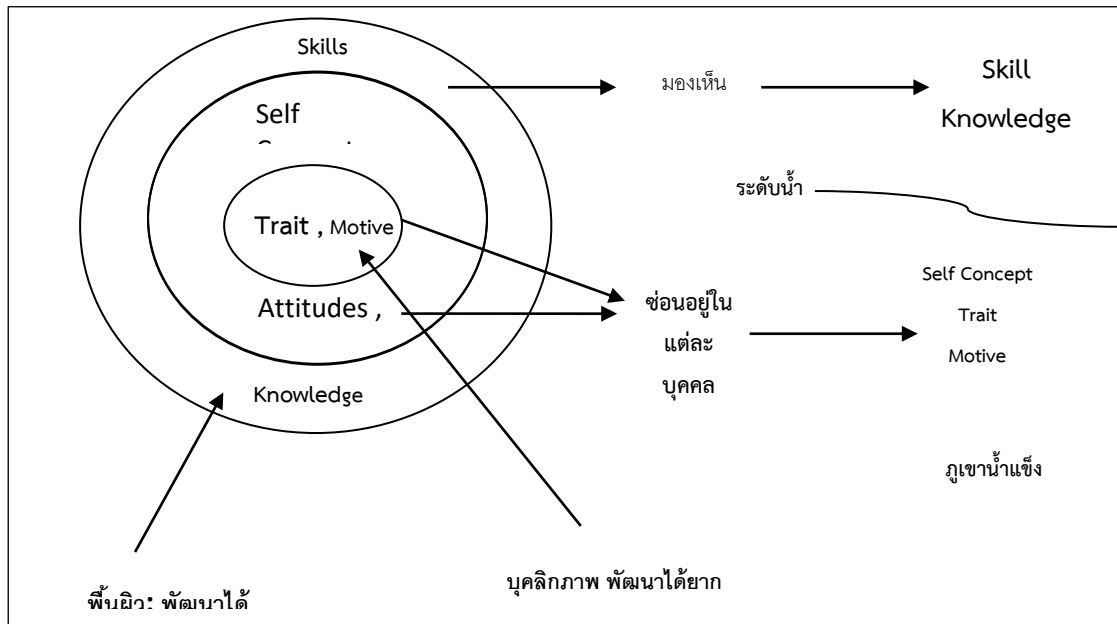 Skills
Self
Trait , Motive
Attitudes ,
Knowledge
มองเห็น
Skill
Knowledge
ระดับน้ำ
ซ่อนอยู่ใน
แต่ละ
บุคคล
Self Concept
Trait
Motive
ภูเขาน้ำแข็ง
พื้นผิว: พัฒนาได้
บุคลิกภาพ พัฒนาได้ยาก